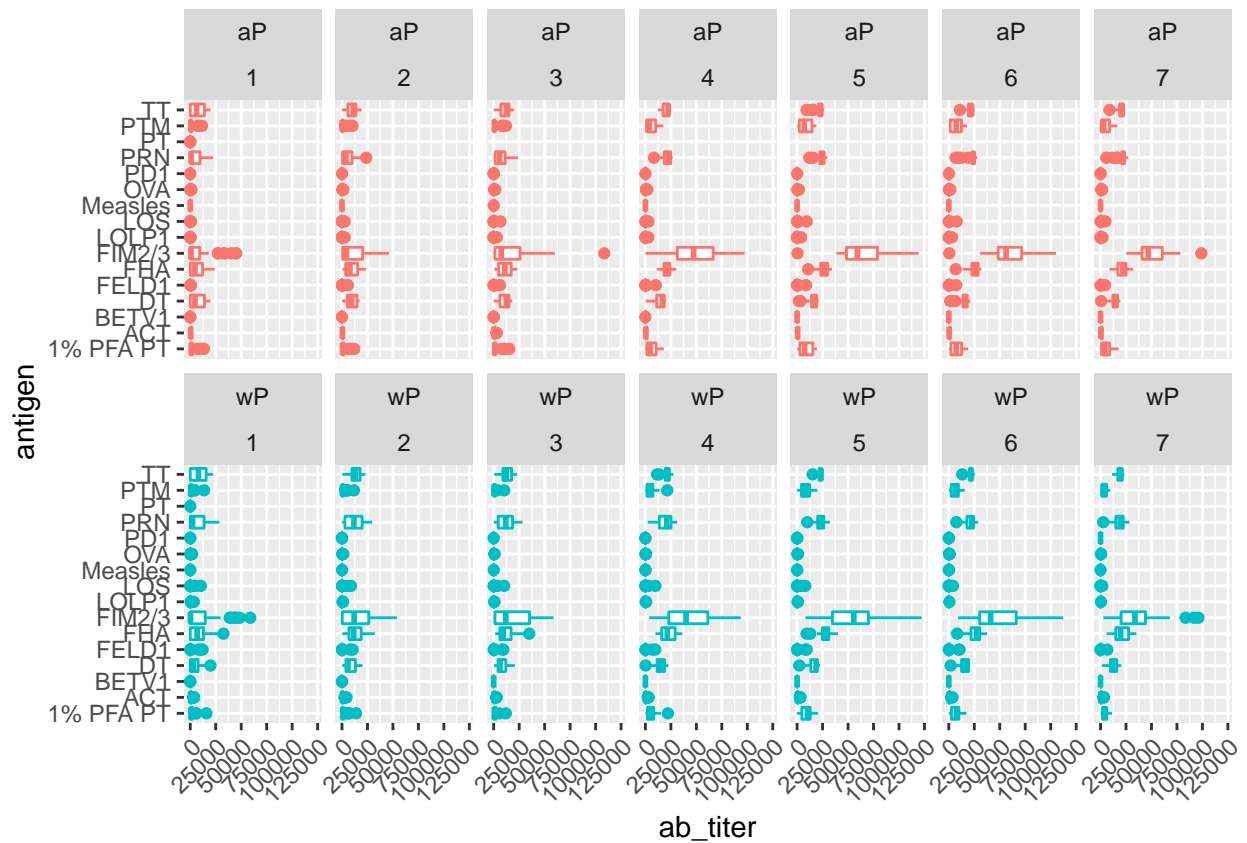 aP aP aP aP aP aP aP
1 2 3 4 5 6 7
TT
PTM
PT
PRN
PD1
OVA
Measles
LOS
LOLP1
FIM2/3
FHA
FELD1
DT
BETV1
ACT
1% PFA PT
antigen
wP wP wP wP wP wP wP
1 2 3 4 5 6 7
TT
PTM
PT
PRN
PD1
OVA
Measles
LOS
LOLP1
FIM2/3
FHA
FELD1
DT
BETV1
ACT
1% PFA PT
0 25000 50000 75000 100000 125000 0 25000 50000 75000 100000 125000 0 25000 50000 75000 100000 125000 0 25000 50000 75000 100000 125000 0 25000 50000 75000 100000 125000 0 25000 50000 75000 100000 125000 0 25000 50000 75000 100000 125000
ab_titer